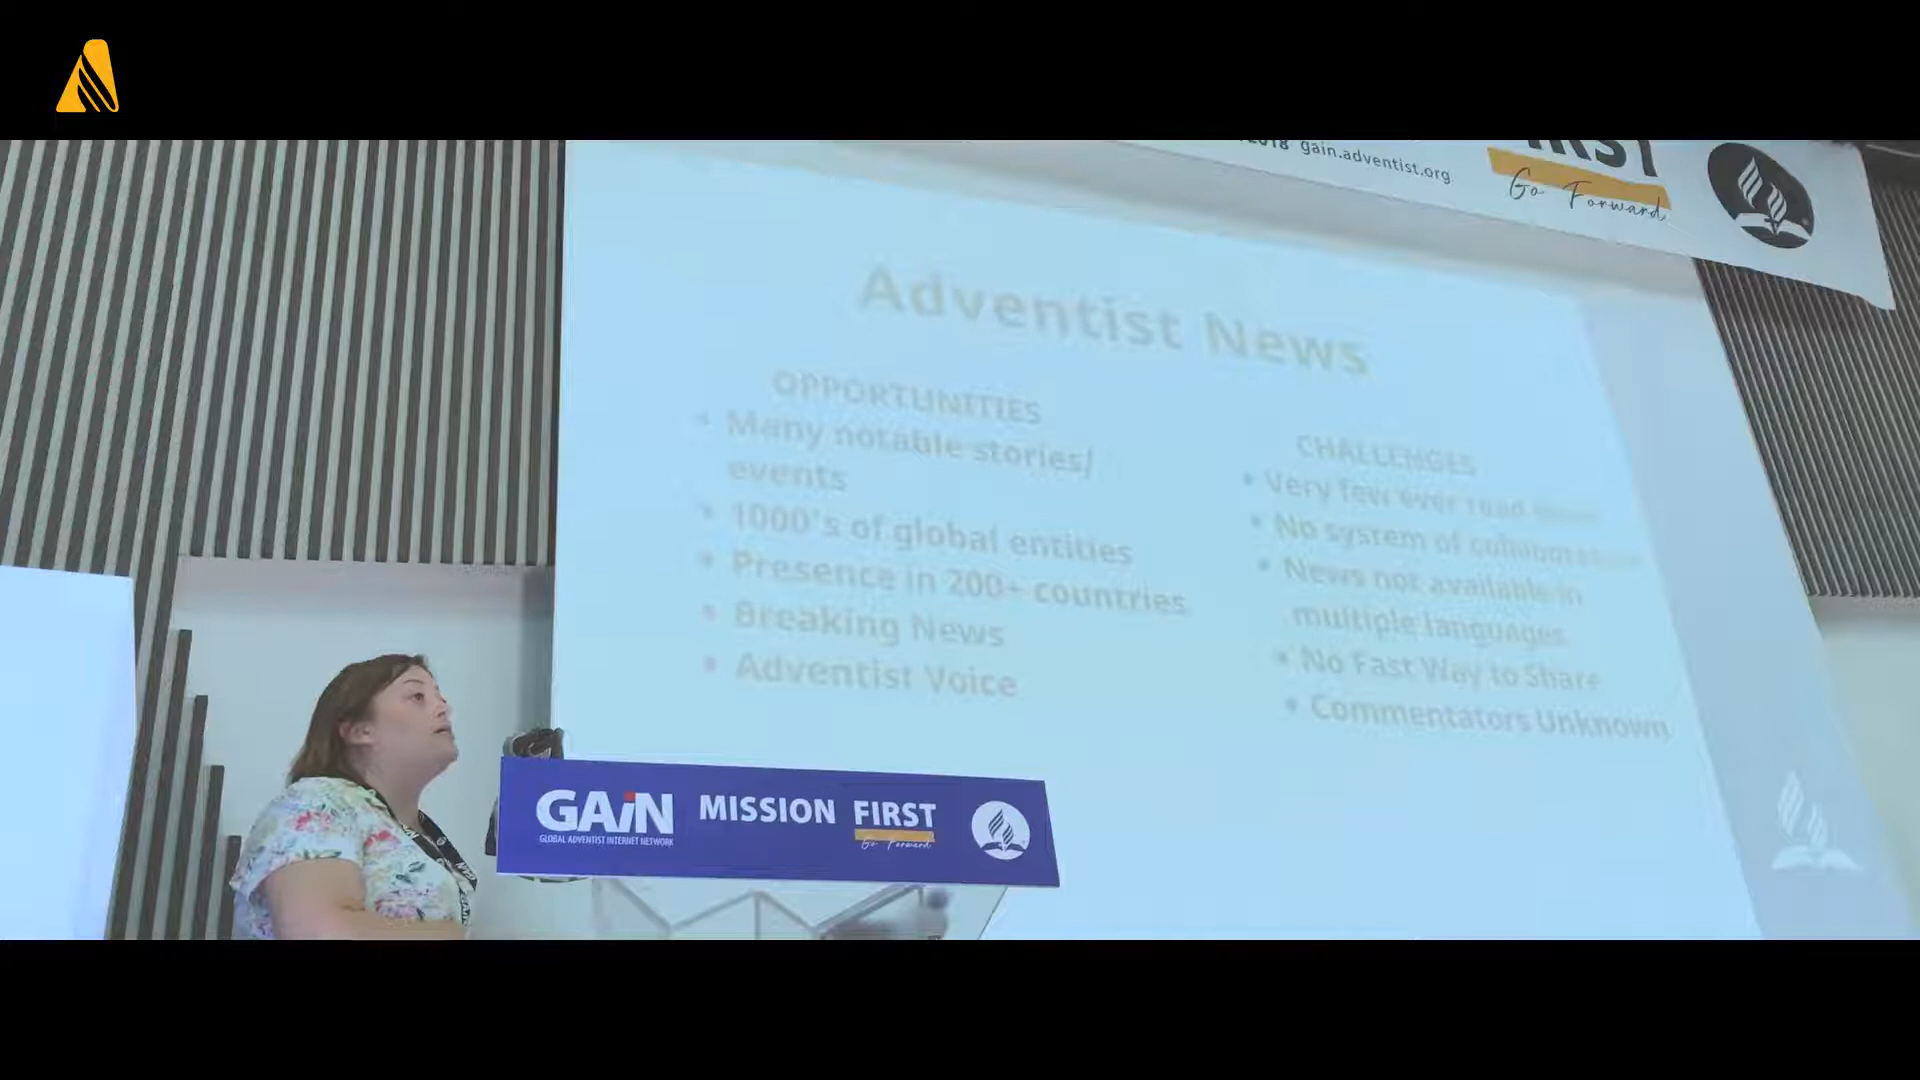 2018 gain.adventist.org
FIRST
Go Forward
Adventist News
OPPORTUNITIES
• Many notable stories/
events
• 1000's of global entities
• Presence in 200+ countries
• Breaking News
• Adventist Voice
CHALLENGES
• Very few ever read
• No system of
• News not available in
multiple languages
• No Fast Way to Share
• Commentators Unknown
GAiN
GLOBAL ADVENTIST INTERNET NETWORK
MISSION FIRST
Go Forward